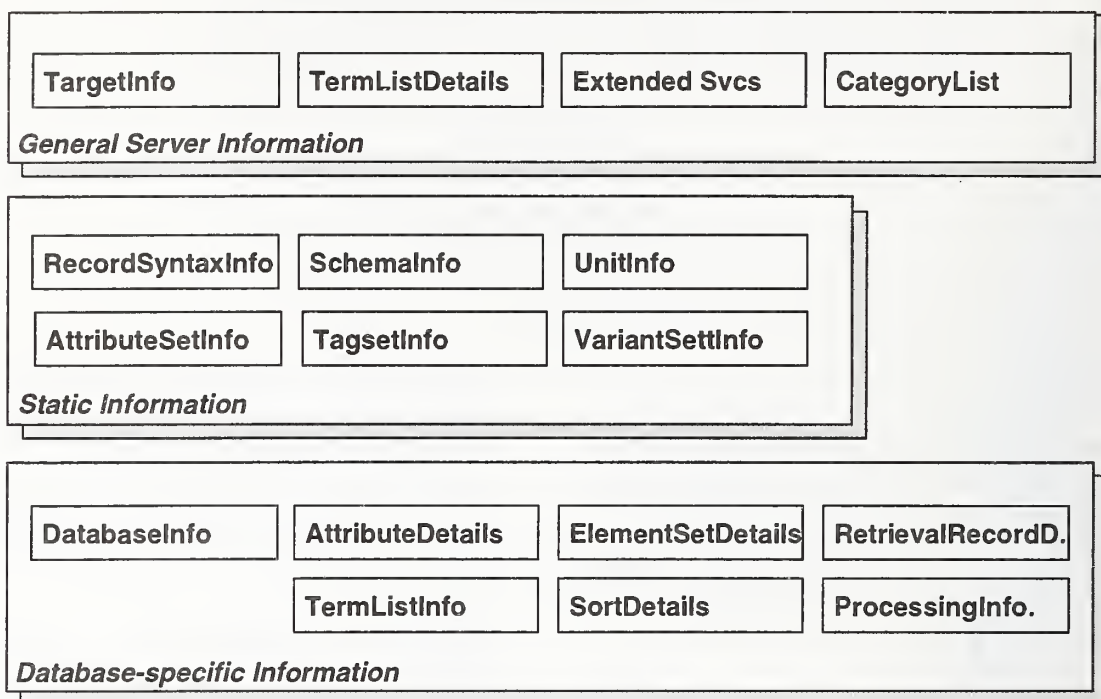 TargetInfo TermListDetails Extended Svcs CategoryList
General Server Information
RecordSyntaxInfo SchemaInfo UnitInfo
AttributeSetInfo TagsetInfo VariantSettInfo
Static Information
DatabaseInfo AttributeDetails ElementSetDetails RetrievalRecordD.
TermListInfo SortDetails ProcessingInfo.
Database-specific Information